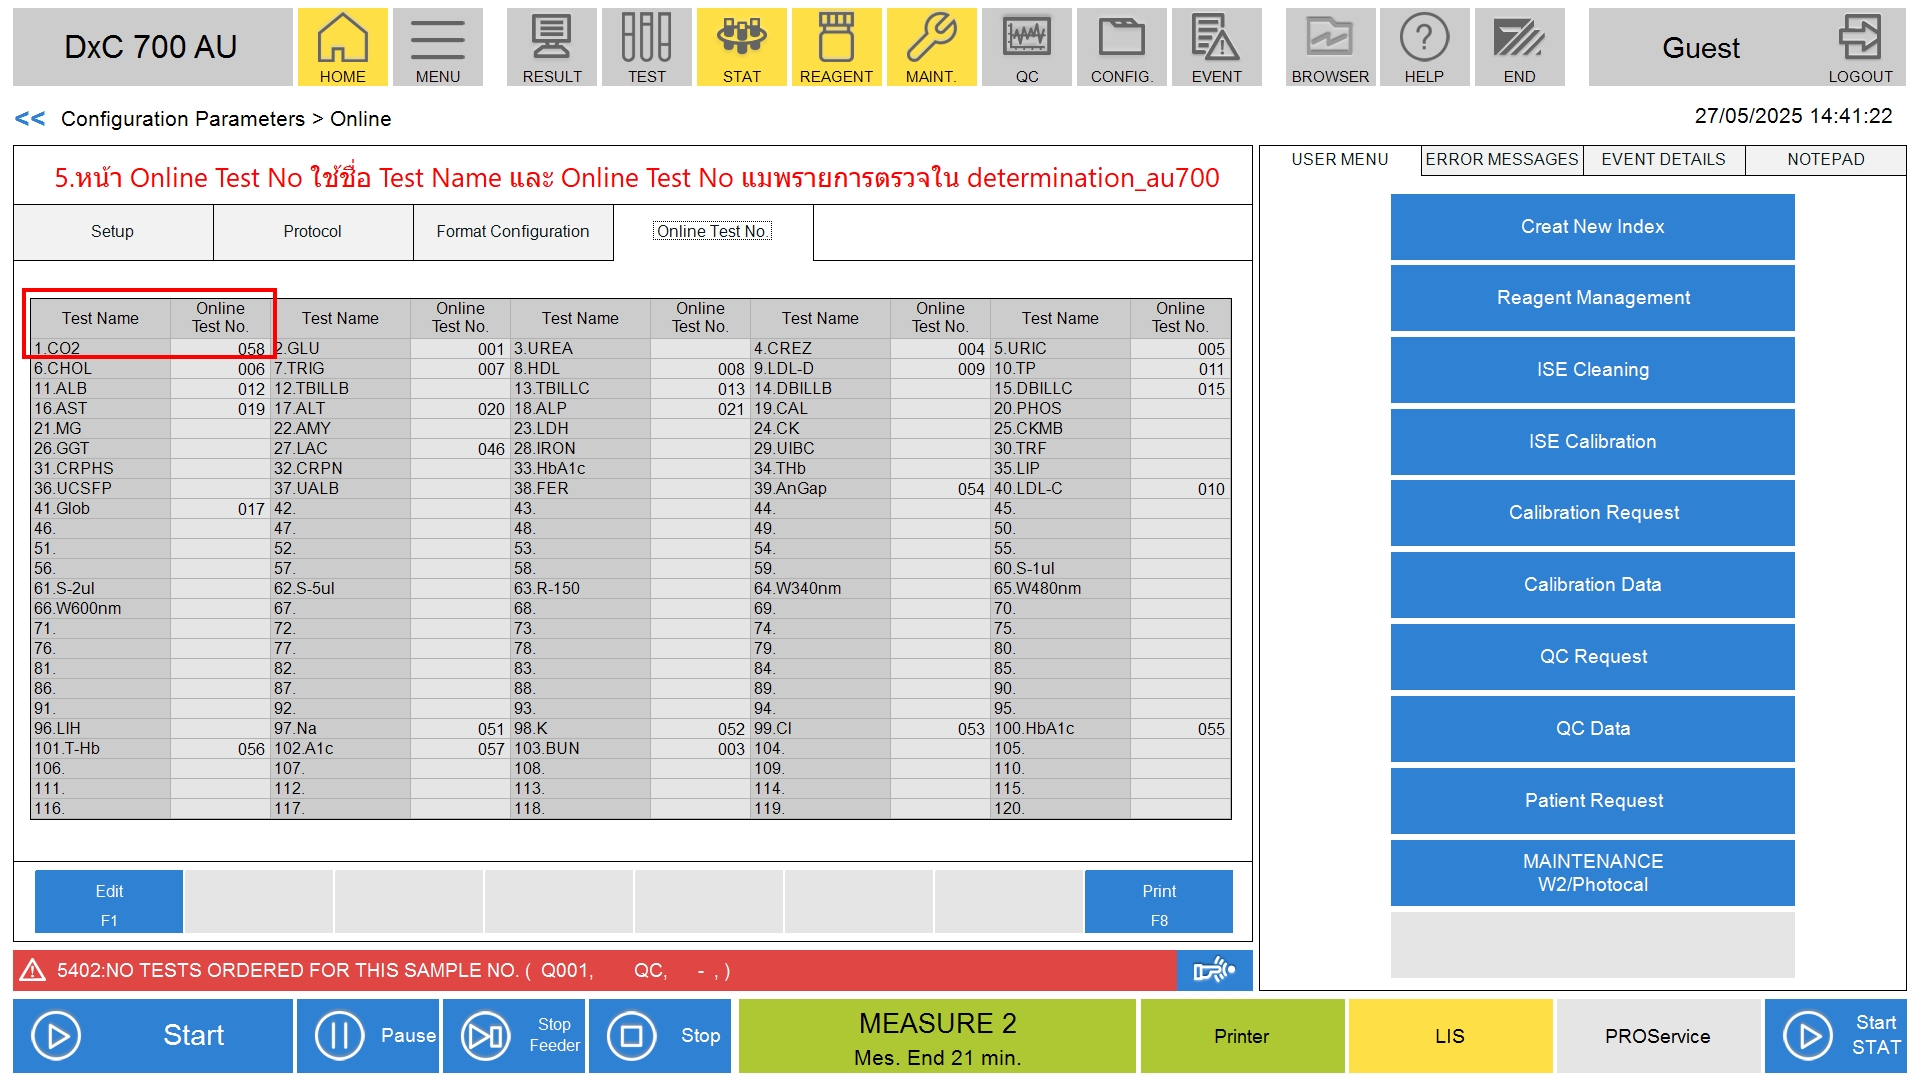 DxC 700 AU
HOME
MENU
RESULT
TEST
STAT
REAGENT
MAINT.
QC
CONFIG.
EVENT
BROWSER
HELP
END
Guest
LOGOUT
<< Configuration Parameters > Online
27/05/2025 14:41:22
5.หน้า Online Test No ใช้ชื่อ Test Name และ Online Test No แมพรายการตรวจใน determination_au700
Setup Protocol Format Configuration Online Test No.
Test Name Online Test No. Test Name Online Test No. Test Name Online Test No. Test Name Online Test No. Test Name Online Test No.
1.CO2 058 2.GLU 001 3.UREA 4.CREZ 004 5.URIC 005
6.CHOL 006 7.TRIG 007 8.HDL 008 9.LDL-D 009 10.TP 011
11.ALB 012 12.TBILLB 13.TBILLC 013 14.DBILLB 15.DBILLC 015
16.AST 019 17.ALT 020 18.ALP 021 19.CAL 20.PHOS
21.MG 22.AMY 23.LDH 24.CK 25.CKMB
26.GGT 27.LAC 046 28.IRON 29.UIBC 30.TRF
31.CRPHS 32.CRPN 33.HbA1c 34.THb 35.LIP
36.UCSFP 37.UALB 38.FER 39.AnGap 054 40.LDL-C 010
41.Glob 017 42. 43. 44. 45.
46. 47. 48. 49. 50.
51. 52. 53. 54. 55.
56. 57. 58. 59. 60.S-1ul
61.S-2ul 62.S-5ul 63.R-150 64.W340nm 65.W480nm
66.W600nm 67. 68. 69. 70.
71. 72. 73. 74. 75.
76. 77. 78. 79. 80.
81. 82. 83. 84. 85.
86. 87. 88. 89. 90.
91. 92. 93. 94. 95.
96.LIH 97.Na 051 98.K 052 99.Cl 053 100.HbA1c 055
101.T-Hb 056 102.A1c 057 103.BUN 003 104. 105.
106. 107. 108. 109. 110.
111. 112. 113. 114. 115.
116. 117. 118. 119. 120.
Edit
F1
Print
F8
USER MENU ERROR MESSAGES EVENT DETAILS NOTEPAD
Creat New Index
Reagent Management
ISE Cleaning
ISE Calibration
Calibration Request
Calibration Data
QC Request
QC Data
Patient Request
MAINTENANCE
W2/Photocal
5402:NO TESTS ORDERED FOR THIS SAMPLE NO. ( Q001, QC, - , )
Start
Pause
Stop
Feeder
Stop
MEASURE 2
Mes. End 21 min.
Printer
LIS
PROService
Start
STAT